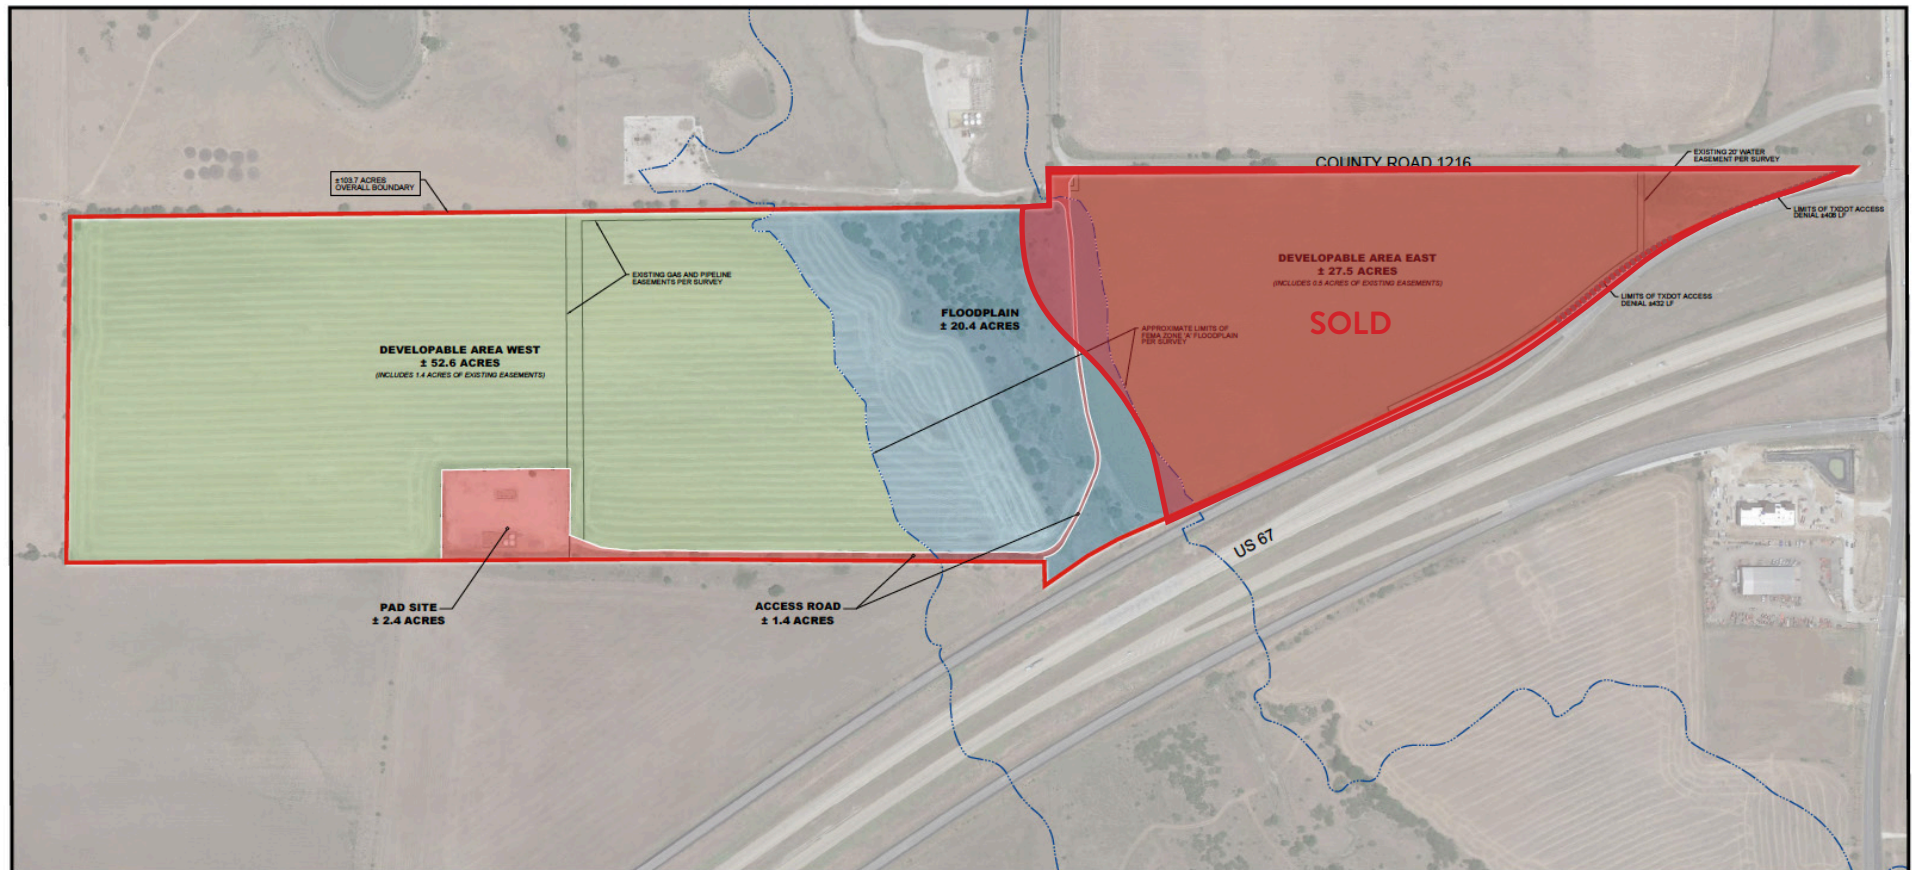 COUNTY ROAD 1216
EXISTING 20' WATER
EASEMENT PER SURVEY
±103.7 ACRES
OVERALL BOUNDARY
LIMITS OF TXDOT ACCESS
DENIAL ±408 LF
DEVELOPABLE AREA EAST
± 27.5 ACRES
(INCLUDES 0.5 ACRES OF EXISTING EASEMENTS)
EXISTING GAS AND PIPELINE
EASEMENTS PER SURVEY
LIMITS OF TXDOT ACCESS
DENIAL ±432 LF
FLOODPLAIN
± 20.4 ACRES
SOLD
APPROXIMATE LIMITS OF
FEMA ZONE 'A' FLOODPLAIN
PER SURVEY
DEVELOPABLE AREA WEST
± 52.6 ACRES
(INCLUDES 1.4 ACRES OF EXISTING EASEMENTS)
US 67
PAD SITE
± 2.4 ACRES
ACCESS ROAD
± 1.4 ACRES